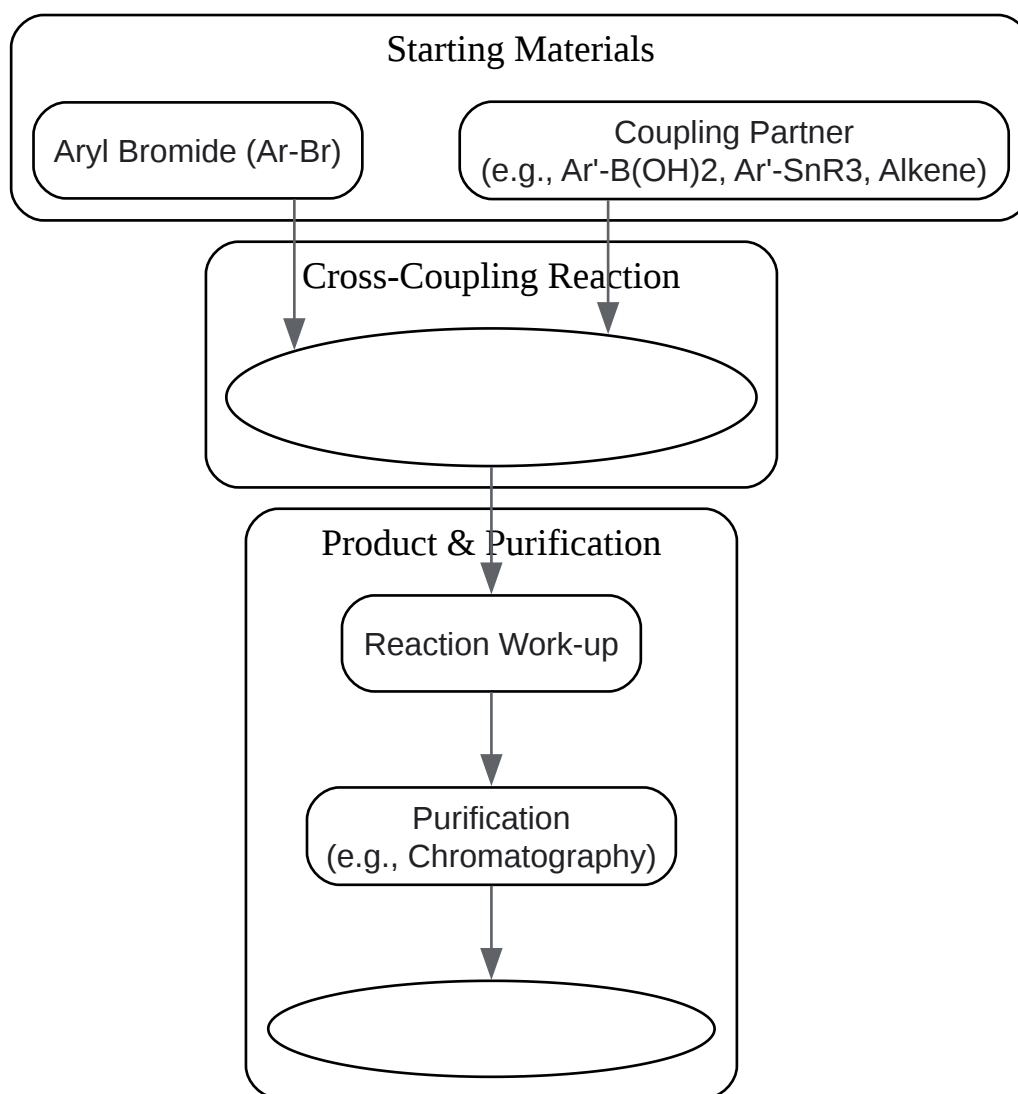 Starting Materials
Aryl Bromide (Ar-Br)
Coupling Partner
(e.g., Ar'-B(OH)2, Ar'-SnR3, Alkene)
Cross-Coupling Reaction
Product & Purification
Reaction Work-up
Purification
(e.g., Chromatography)